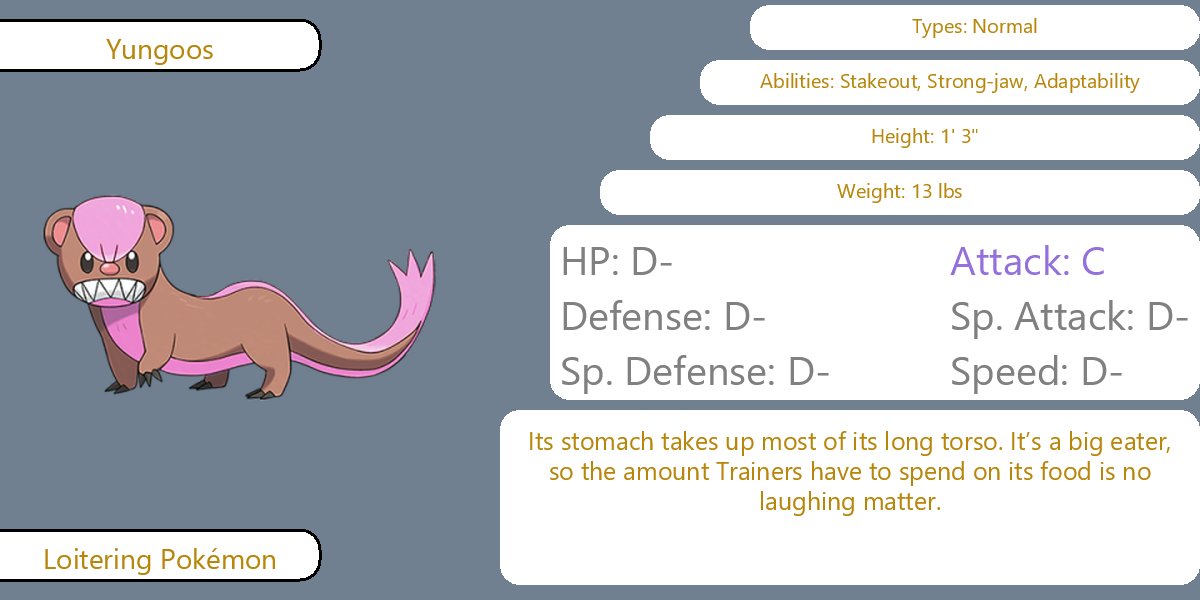 Yungoos
Types: Normal
Abilities: Stakeout, Strong-jaw, Adaptability
Height: 1' 3"
Weight: 13 lbs
HP: D- Attack: C
Defense: D- Sp. Attack: D-
Sp. Defense: D- Speed: D-
Its stomach takes up most of its long torso. It’s a big eater,
so the amount Trainers have to spend on its food is no
laughing matter.
Loitering Pokémon